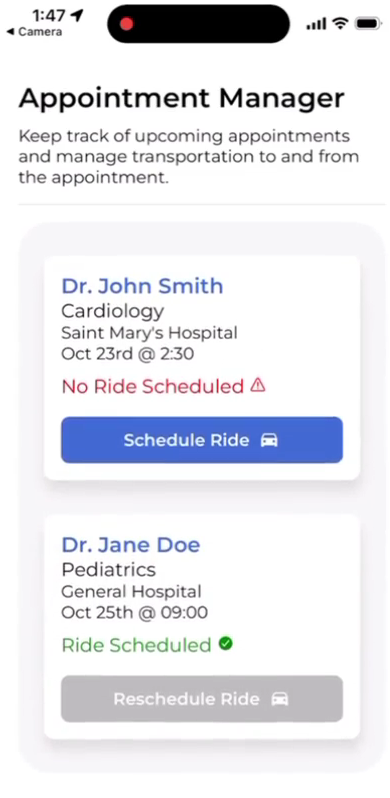 1:47
Camera
Appointment Manager
Keep track of upcoming appointments
and manage transportation to and from
the appointment.
Dr. John Smith
Cardiology
Saint Mary's Hospital
Oct 23rd @ 2:30
No Ride Scheduled
Schedule Ride
Dr. Jane Doe
Pediatrics
General Hospital
Oct 25th @ 09:00
Ride Scheduled
Reschedule Ride